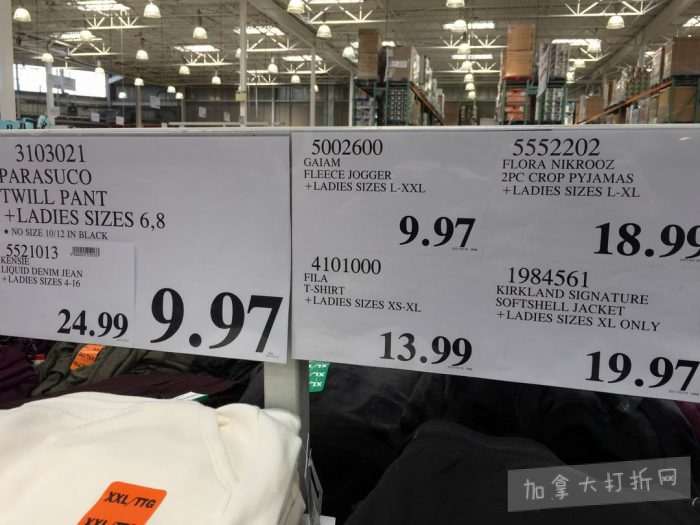 3103021
PARASUCO
TWILL PANT
+LADIES SIZES 6,8
• NO SIZE 10/12 IN BLACK
9.97
5521013
KENSIE
LIQUID DENIM JEAN
+LADIES SIZES 4-16
24.99
5002600
GAIAM
FLEECE JOGGER
+LADIES SIZES L-XXL
9.97
4101000
FILA
T-SHIRT
+LADIES SIZES XS-XL
13.99
5552202
FLORA NIKROOZ
2PC CROP PYJAMAS
+LADIES SIZES L-XL
18.99
1984561
KIRKLAND SIGNATURE
SOFTSHELL JACKET
+LADIES SIZES XL ONLY
19.97
XXL/TTG
XXL/TTG
加拿大打折网